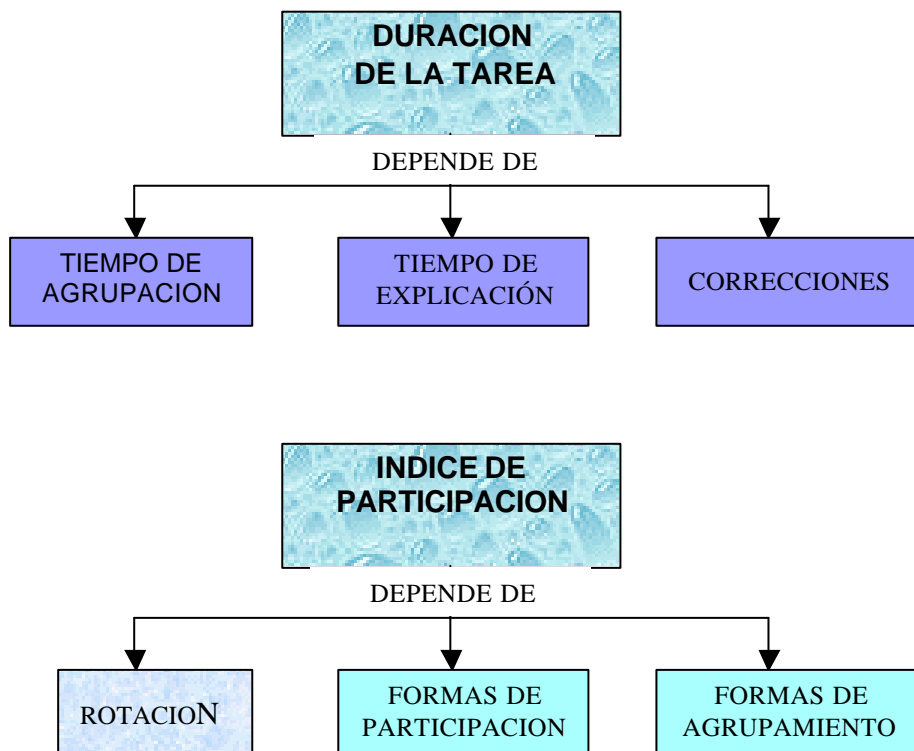 DURACION
DE LA TAREA
DEPENDE DE
TIEMPO DE
AGRUPACION
TIEMPO DE
EXPLICACIÓN
CORRECCIONES
INDICE DE
PARTICIPACION
DEPENDE DE
ROTACION
FORMAS DE
PARTICIPACION
FORMAS DE
AGRUPAMIENTO